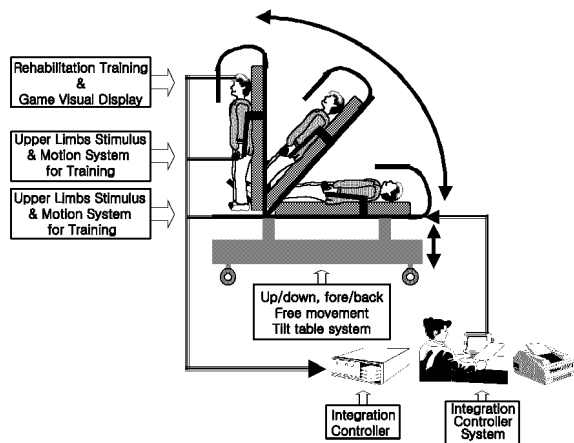 Rehabilitation Training
&
Game Visual Display
Upper Limbs Stimulus
& Motion System
for Training
Upper Limbs Stimulus
& Motion System
for Training
Up/down, fore/back
Free movement
Tilt table system
Integration
Controller
Integration
Controller
System